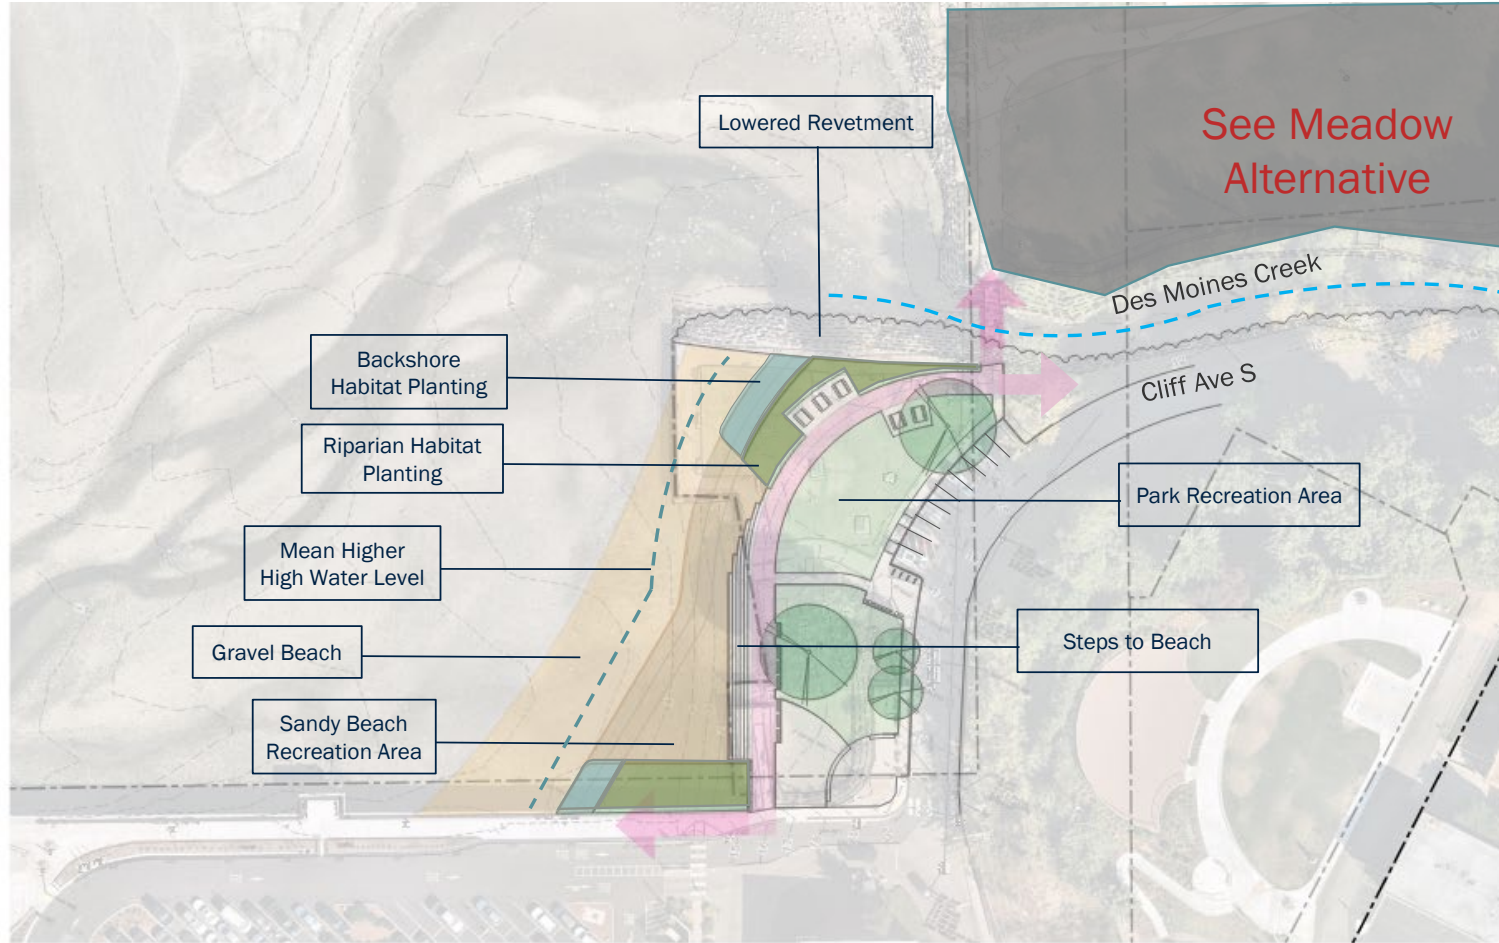 See Meadow
Alternative
Lowered Revetment
Des Moines Creek
Cliff Ave S
Backshore
Habitat Planting
Riparian Habitat
Planting
Park Recreation Area
Mean Higher
High Water Level
Steps to Beach
Gravel Beach
Sandy Beach
Recreation Area